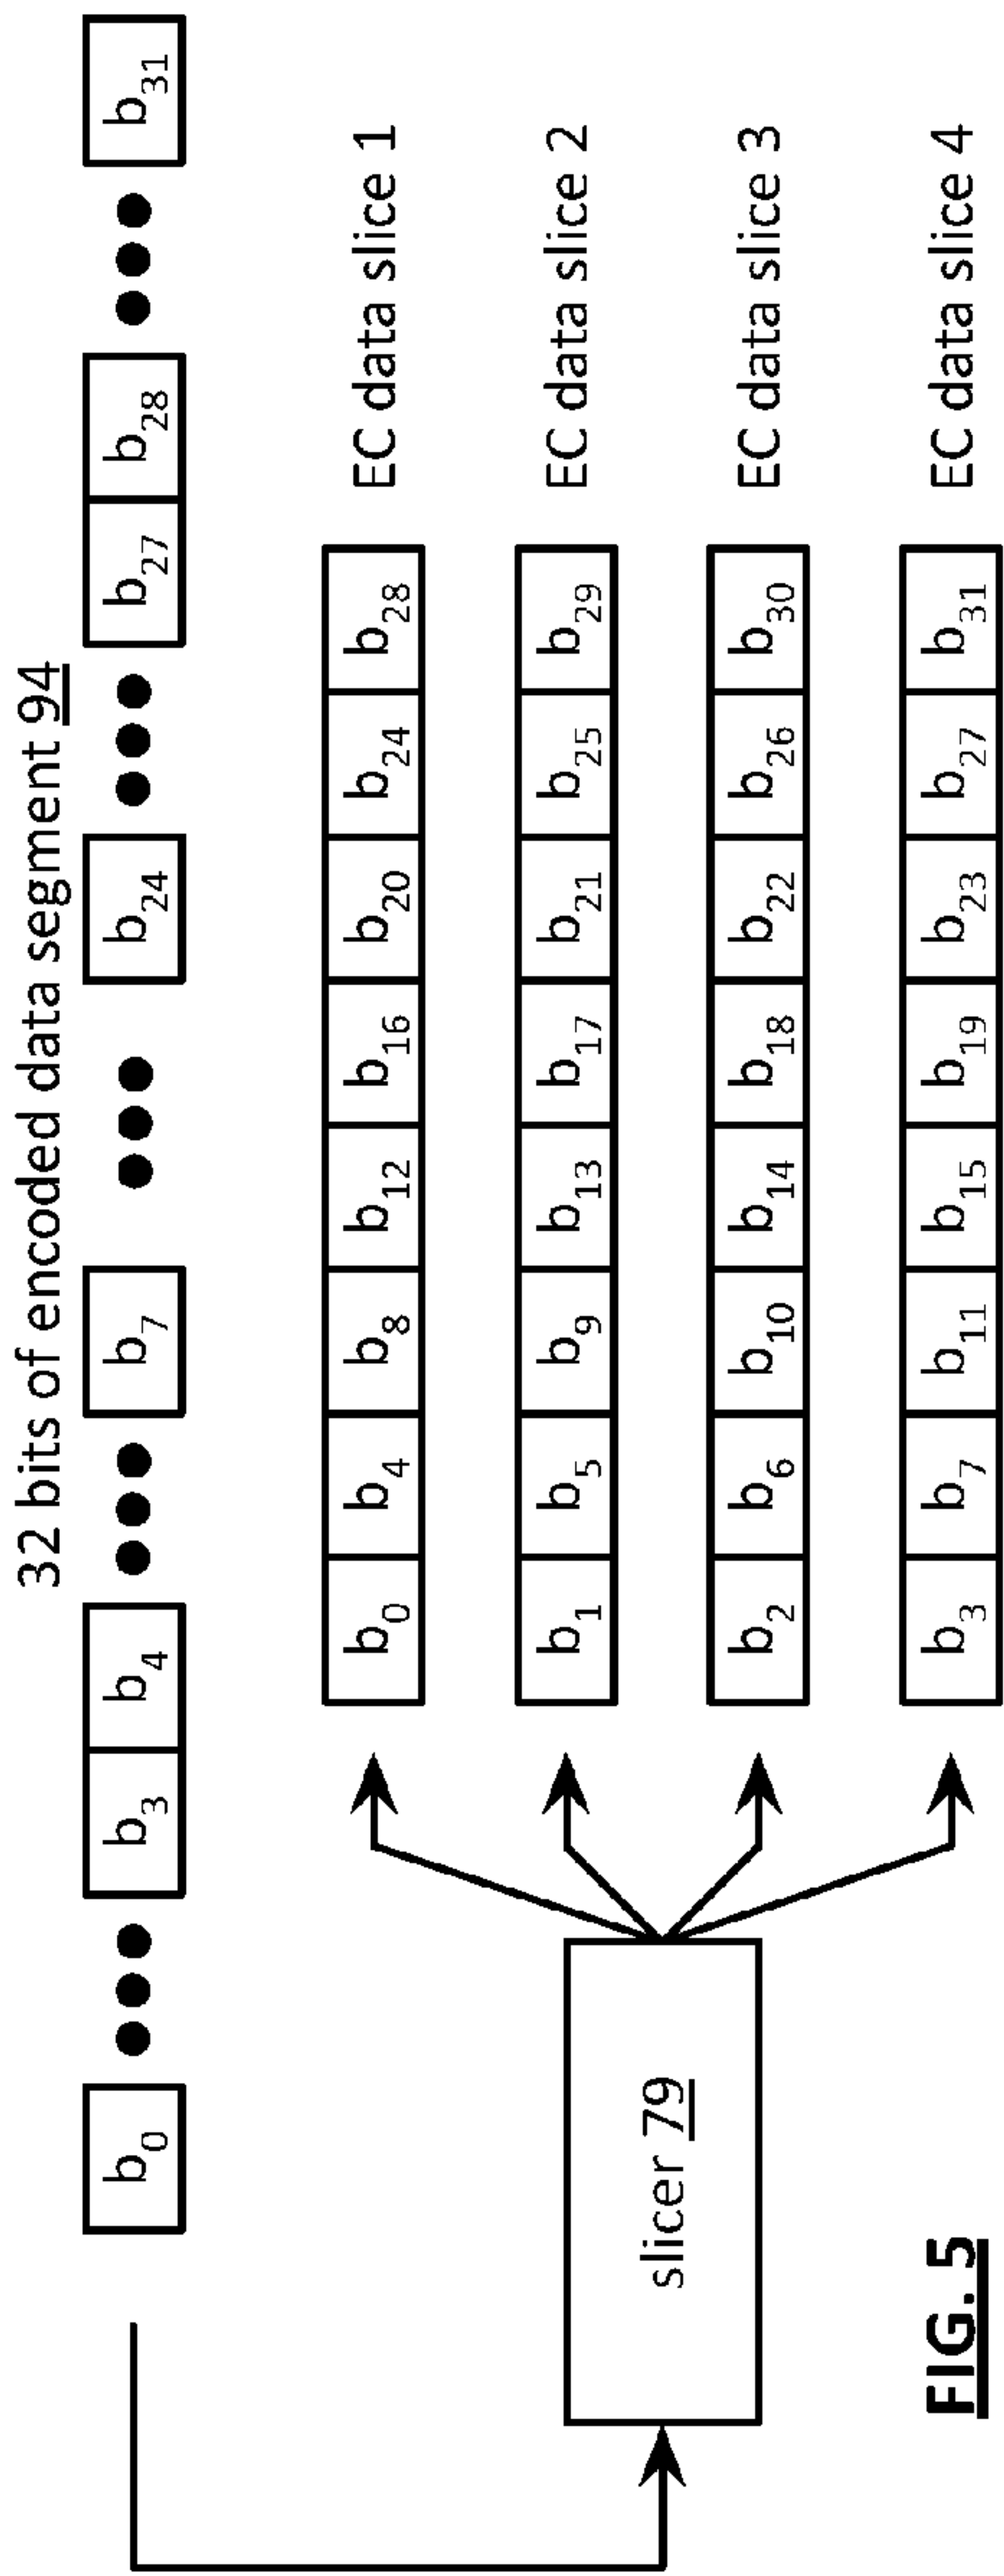 32 bits of encoded data segment 94
b0 b3 b4 b7 b24 b27 b28 b31
b0 b4 b8 b12 b16 b20 b24 b28 EC data slice 1
b1 b5 b9 b13 b17 b21 b25 b29 EC data slice 2
slicer 79
b2 b6 b10 b14 b18 b22 b26 b30 EC data slice 3
b3 b7 b11 b15 b19 b23 b27 b31 EC data slice 4
FIG. 5